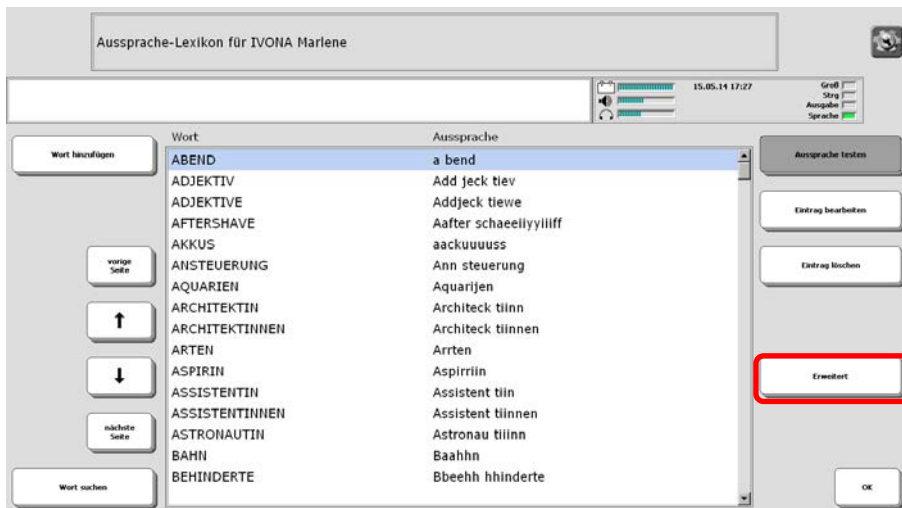 Aussprache-Lexikon für IVONA Marlene
15.05.14 17:27
Groß
Strg
Ausgabe
Sprache
Wort hinzufügen
Wort Aussprache
Aussprache testen
ABEND a bend
ADJEKTIV Add jeck tiev
ADJEKTIVE Addjeck tiewe
AFTERSHAVE Aafter schaeeiiyyiiiff
AKKUS aackuuuuss
ANSTEUERUNG Ann steuerung
AQUARIEN Aquarijen
ARCHITEKTIN Architeck tiinn
ARCHITEKTINNEN Architeck tiinnen
ARTEN Arrten
ASPIRIN Aspirriin
ASSISTENTIN Assistent tiin
ASSISTENTINNEN Assistent tiinnen
ASTRONAUTIN Astronau tiiinn
BAHN Baahhn
BEHINDERTE Bbeehh hhinderte
Eintrag bearbeiten
Eintrag löschen
vorige
Seite
↑
↓
Erweitert
nächste
Seite
Wort suchen
OK